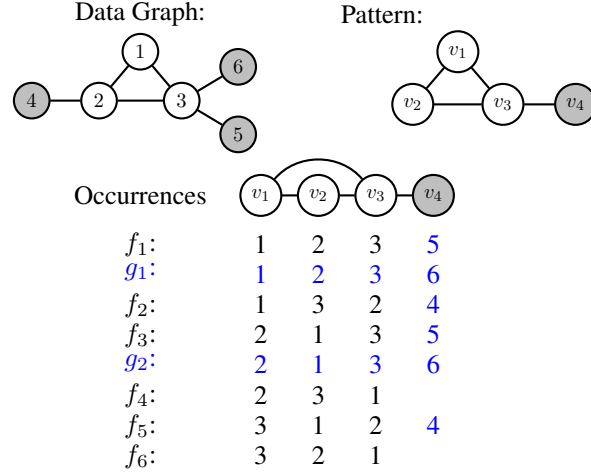 Data Graph: Pattern:
1 6 v₁
4 2 3 v₂ v₃ v₄
5
Occurrences v₁ v₂ v₃ v₄
f₁: 1 2 3 5
g₁: 1 2 3 6
f₂: 1 3 2 4
f₃: 2 1 3 5
g₂: 2 1 3 6
f₄: 2 3 1
f₅: 3 1 2 4
f₆: 3 2 1